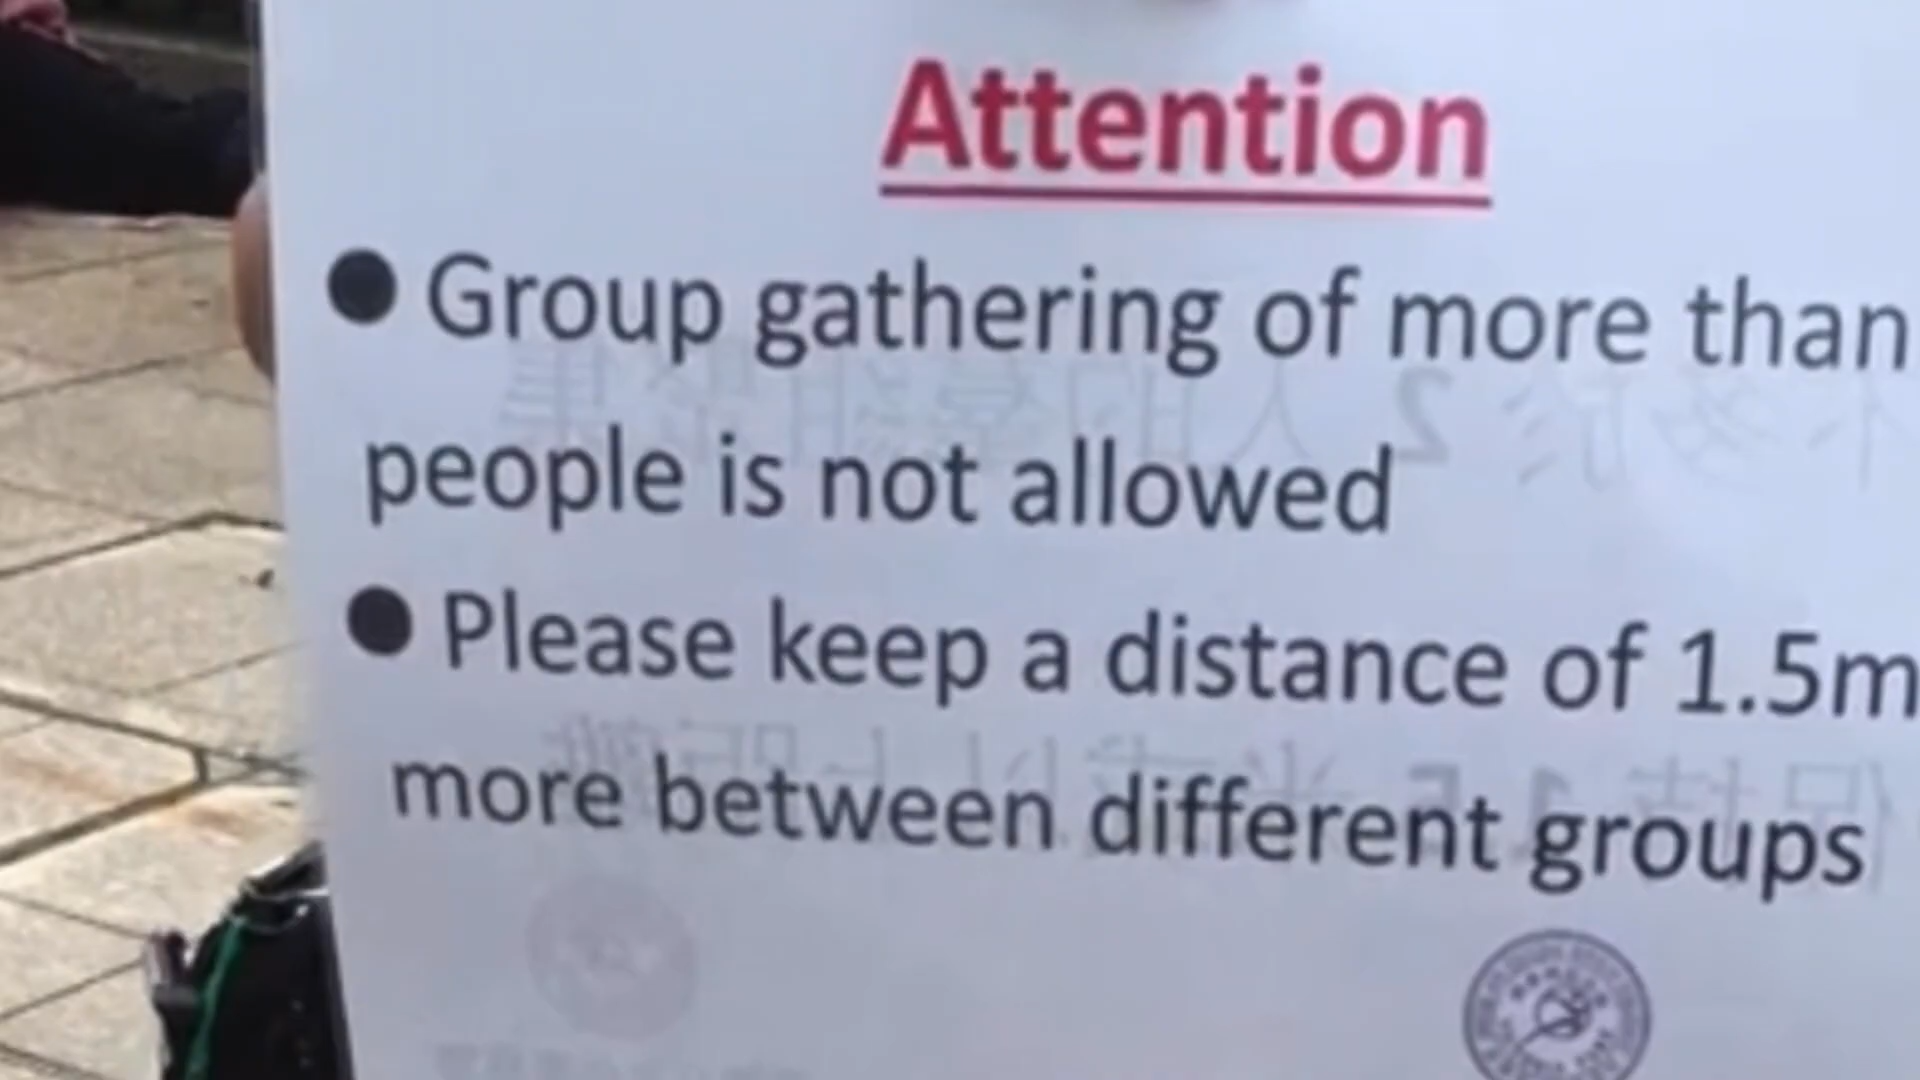 Attention
● Group gathering of more than
people is not allowed
● Please keep a distance of 1.5m
more between different groups